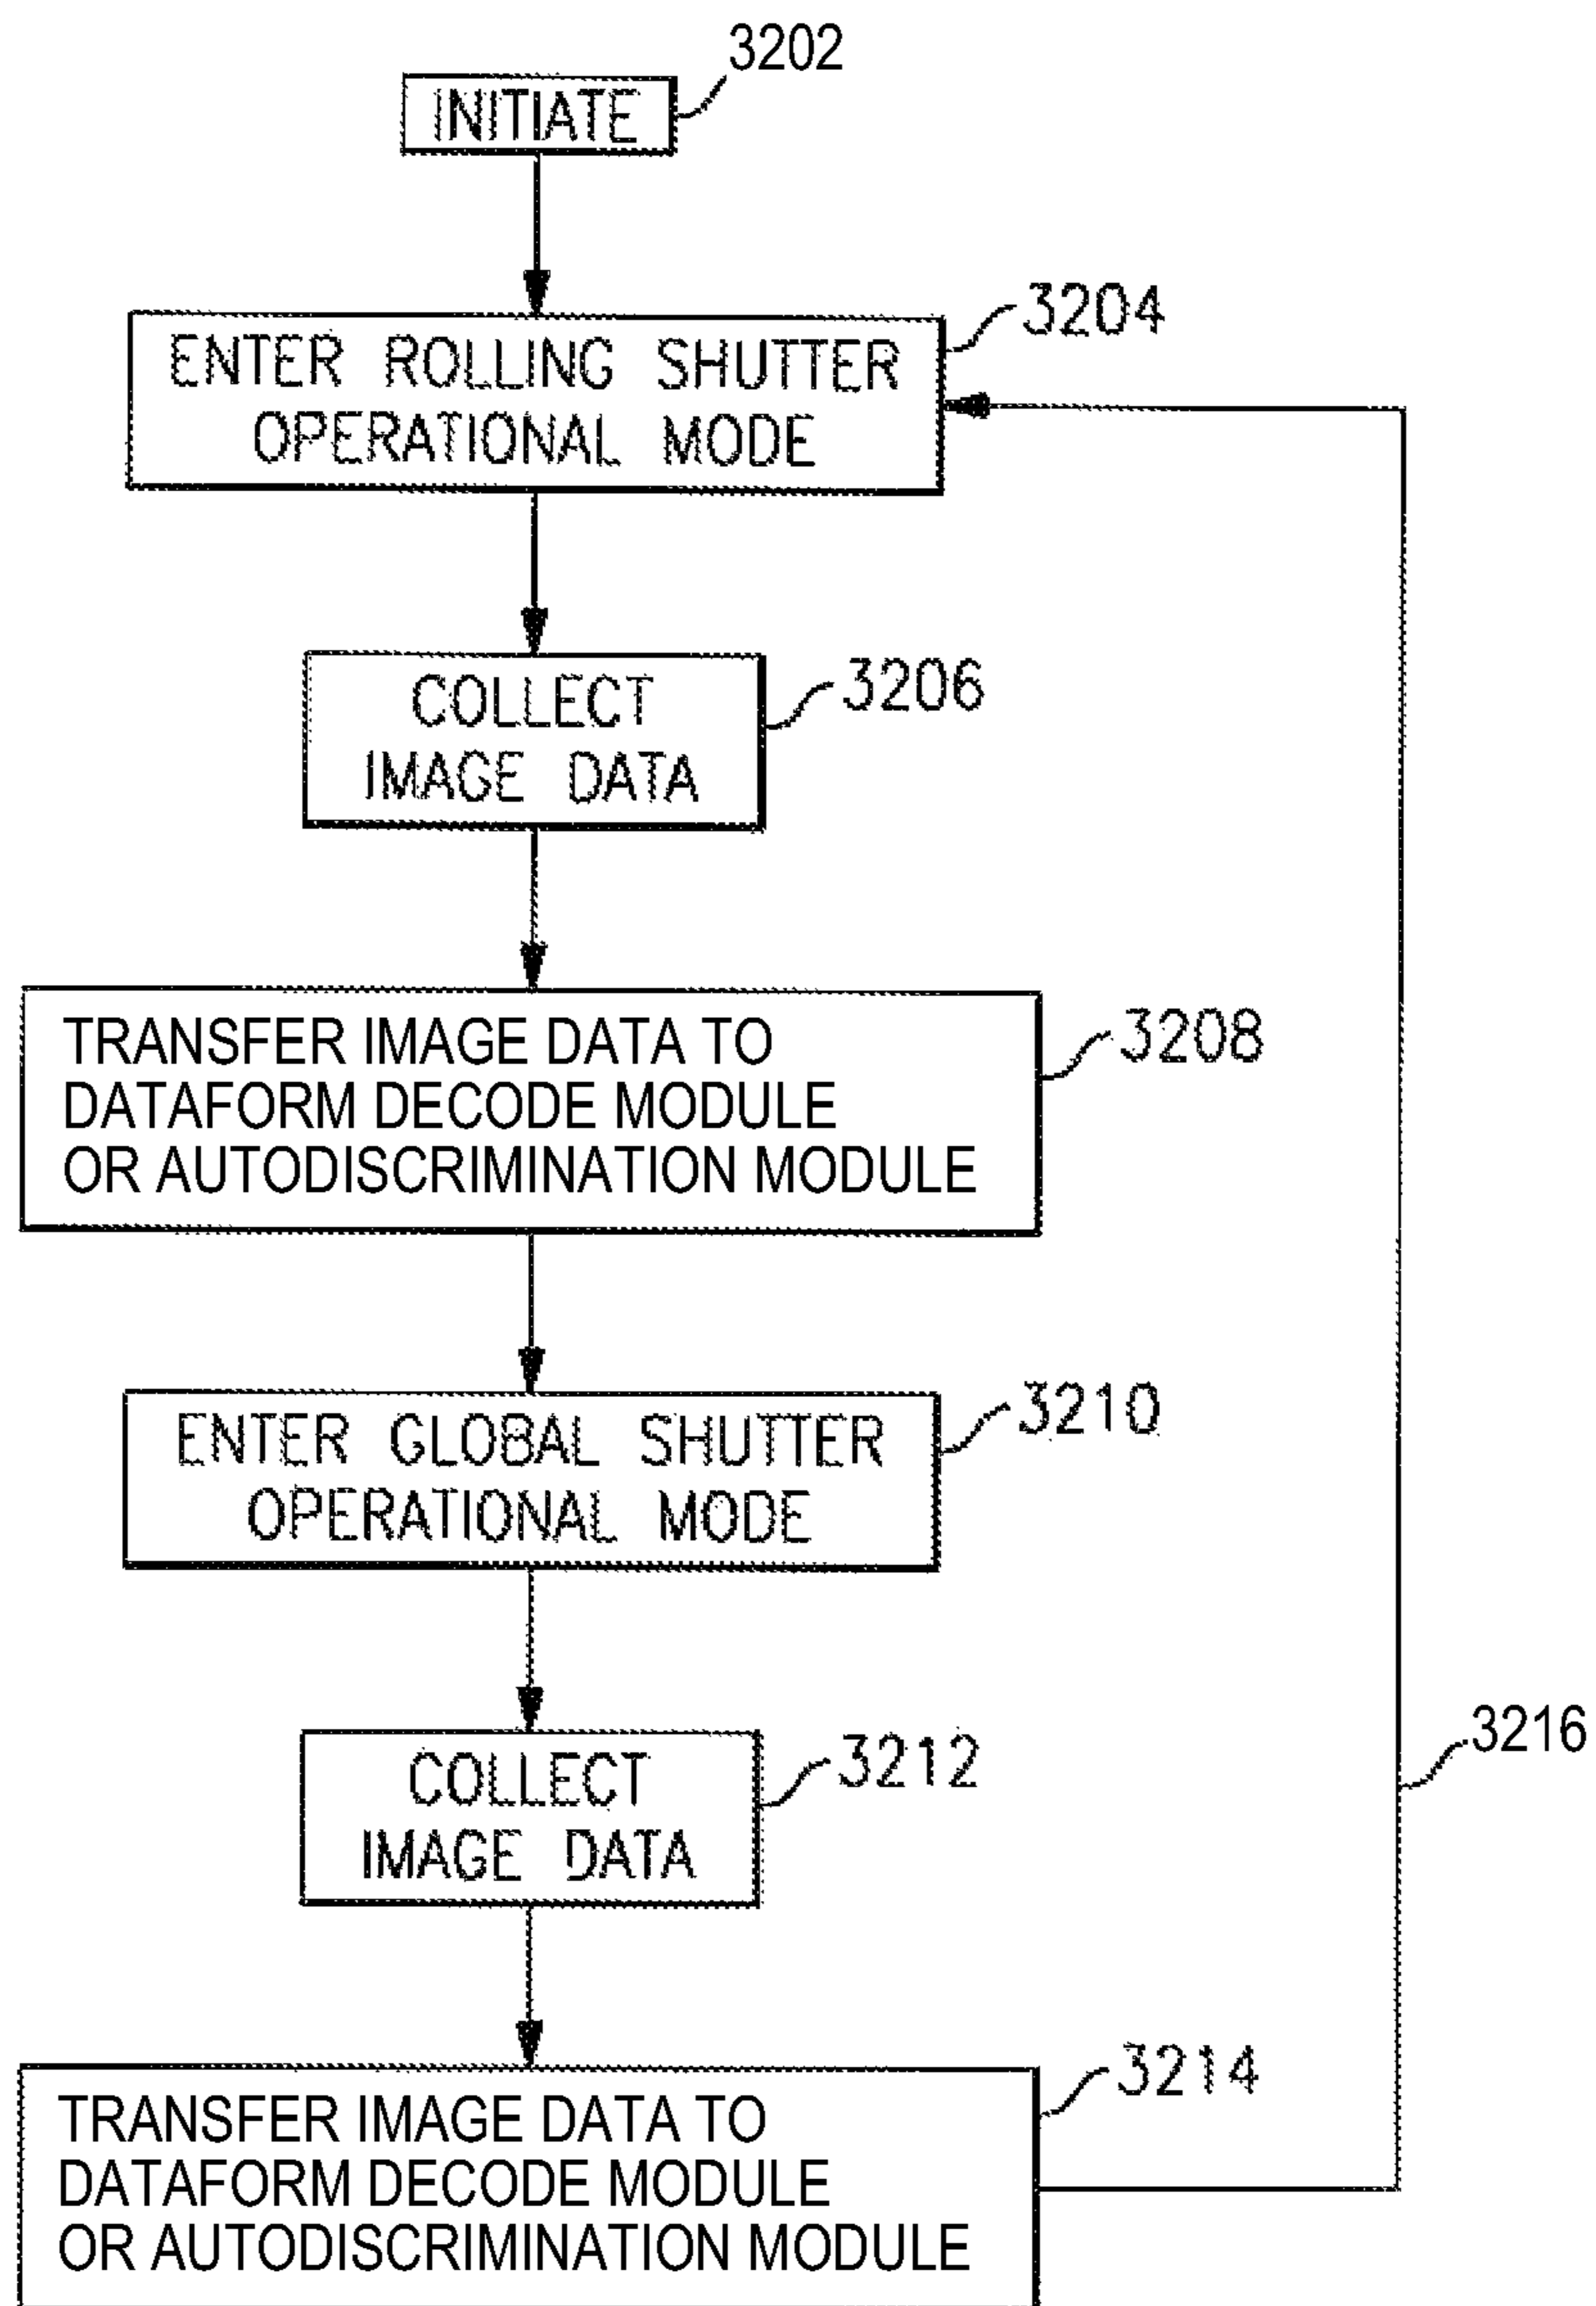 3202
INITIATE
3204
ENTER ROLLING SHUTTER
OPERATIONAL MODE
3206
COLLECT
IMAGE DATA
3208
TRANSFER IMAGE DATA TO
DATAFORM DECODE MODULE
OR AUTODISCRIMINATION MODULE
3210
ENTER GLOBAL SHUTTER
OPERATIONAL MODE
3212
COLLECT
IMAGE DATA
3216
3214
TRANSFER IMAGE DATA TO
DATAFORM DECODE MODULE
OR AUTODISCRIMINATION MODULE